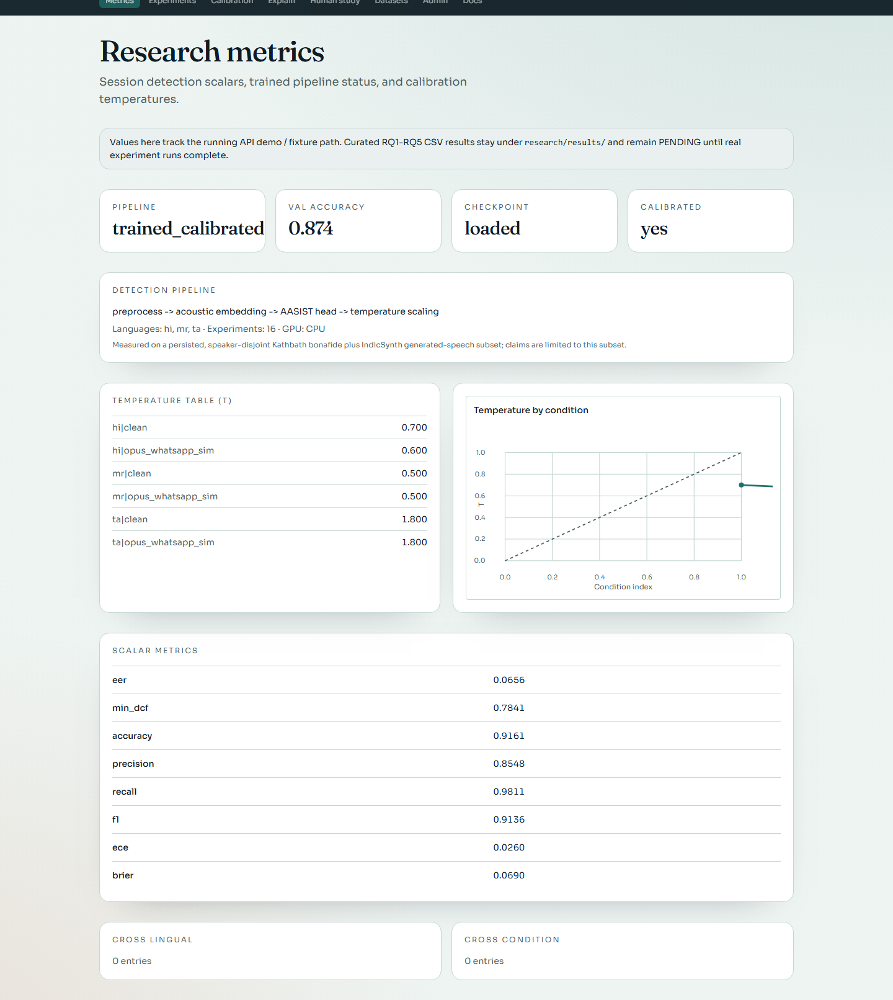 Metrics Experiments Calibration Explain Human study Datasets Admin Docs
Research metrics
Session detection scalars, trained pipeline status, and calibration
temperatures.
Values here track the running API demo / fixture path. Curated RQ1-RQ5 CSV results stay under research/results/ and remain PENDING until real
experiment runs complete.
PIPELINE
trained_calibrated
VAL ACCURACY
0.874
CHECKPOINT
loaded
CALIBRATED
yes
DETECTION PIPELINE
preprocess -> acoustic embedding -> AASIST head -> temperature scaling
Languages: hi, mr, ta · Experiments: 16 · GPU: CPU
Measured on a persisted, speaker-disjoint Kathbath bonafide plus IndicSynth generated-speech subset; claims are limited to this subset.
TEMPERATURE TABLE (T)
hi|clean 0.700
hi|opus_whatsapp_sim 0.600
mr|clean 0.500
mr|opus_whatsapp_sim 0.500
ta|clean 1.800
ta|opus_whatsapp_sim 1.800
Temperature by condition
1.0
0.8
0.6
T
0.4
0.2
0.0
0.0 0.2 0.4 0.6 0.8 1.0
Condition index
SCALAR METRICS
eer 0.0656
min_dcf 0.7841
accuracy 0.9161
precision 0.8548
recall 0.9811
f1 0.9136
ece 0.0260
brier 0.0690
CROSS LINGUAL
0 entries
CROSS CONDITION
0 entries